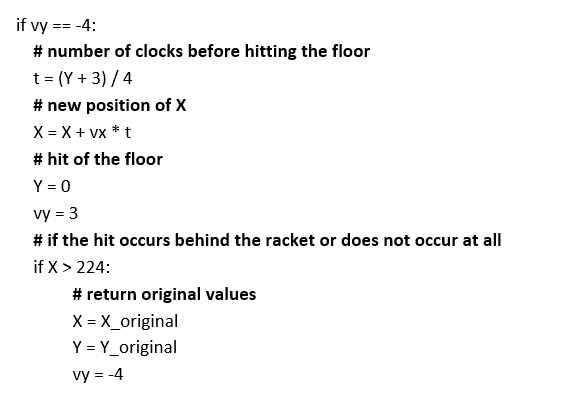 if vy == -4:
# number of clocks before hitting the floor
t = (Y + 3) / 4
# new position of X
X = X + vx * t
# hit of the floor
Y = 0
vy = 3
# if the hit occurs behind the racket or does not occur at all
if X > 224:
# return original values
X = X_original
Y = Y_original
vy = -4